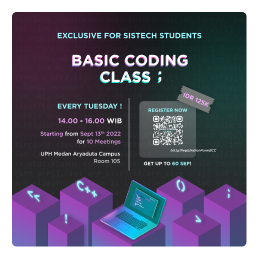 EXCLUSIVE FOR SISTECH STUDENTS
BASIC CODING
CLASS ;
EVERY TUESDAY !
14.00 - 16.00 WIB
Starting from Sept 13th 2022
for 10 Meetings
UPH Medan Aryaduta Campus
Room 105
IDR 125K
REGISTER NOW
GET UP TO 60 SEP!
</>
C++
!
()
;